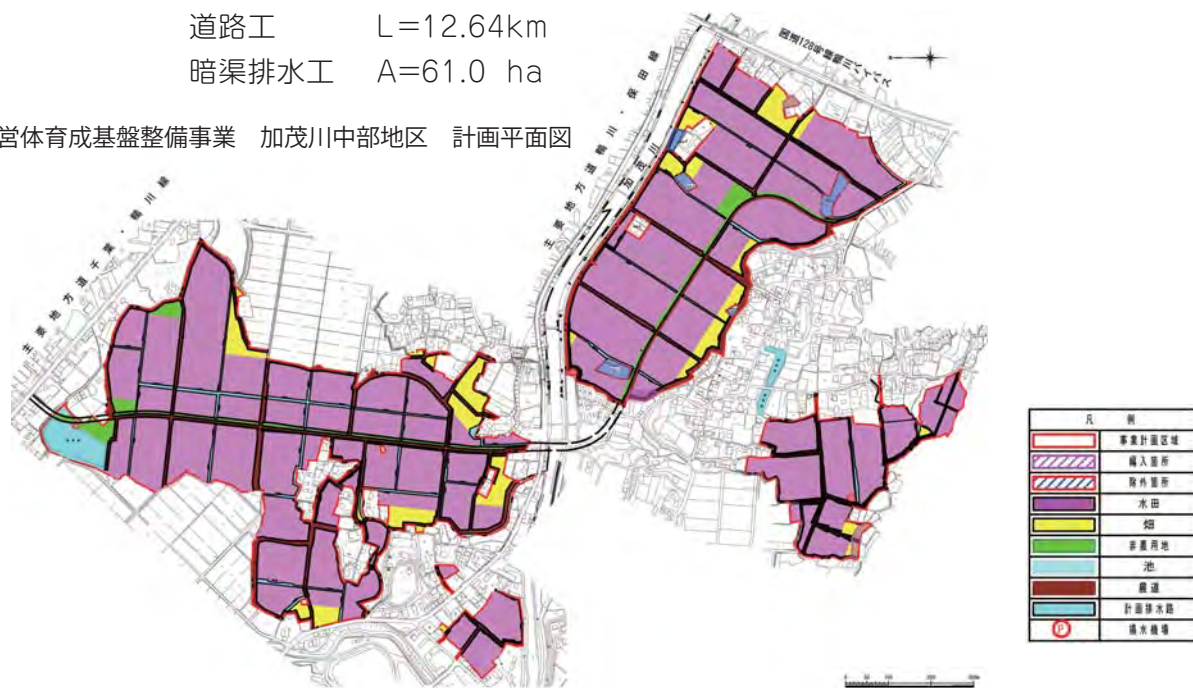 道路工　L=12.64km
暗渠排水工　A=61.0 ha
営体育成基盤整備事業　加茂川中部地区　計画平面図
国道128号線鴨川バイパス
主要地方道鴨川・保田線
加茂川
主要地方道千葉・鴨川線
凡　例
事業計画区域
編入箇所
除外箇所
水田
畑
非農用地
池
農道
計画排水路
P 揚水機場